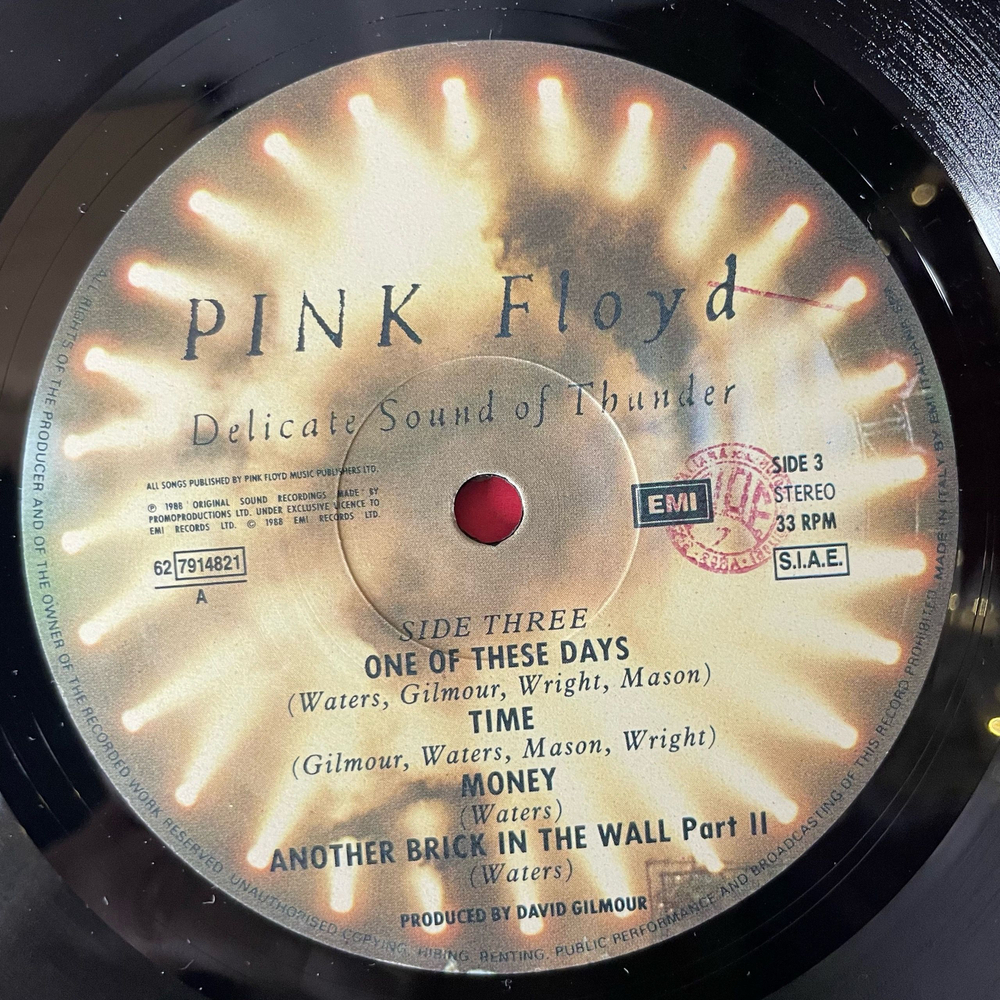 PINK Floyd
Delicate Sound of Thunder
ALL SONGS PUBLISHED BY PINK FLOYD MUSIC PUBLISHERS LTD.
℗ 1988 ORIGINAL SOUND RECORDINGS MADE BY
PROMOPRODUCTIONS LTD. UNDER EXCLUSIVE LICENCE TO
EMI RECORDS LTD. © 1988 EMI RECORDS LTD.
62 7914821
A
EMI
SIDE 3
STEREO
33 RPM
S.I.A.E.
SIDE THREE
ONE OF THESE DAYS
(Waters, Gilmour, Wright, Mason)
TIME
(Gilmour, Waters, Mason, Wright)
MONEY
(Waters)
ANOTHER BRICK IN THE WALL Part II
(Waters)
PRODUCED BY DAVID GILMOUR
ALL RIGHTS OF THE PRODUCER AND OF THE OWNER OF THE RECORDED WORK RESERVED. UNAUTHORISED COPYING, HIRING, RENTING, PUBLIC PERFORMANCE AND BROADCASTING OF THIS RECORD PROHIBITED. MADE IN ITALY BY EMI ITALIANA